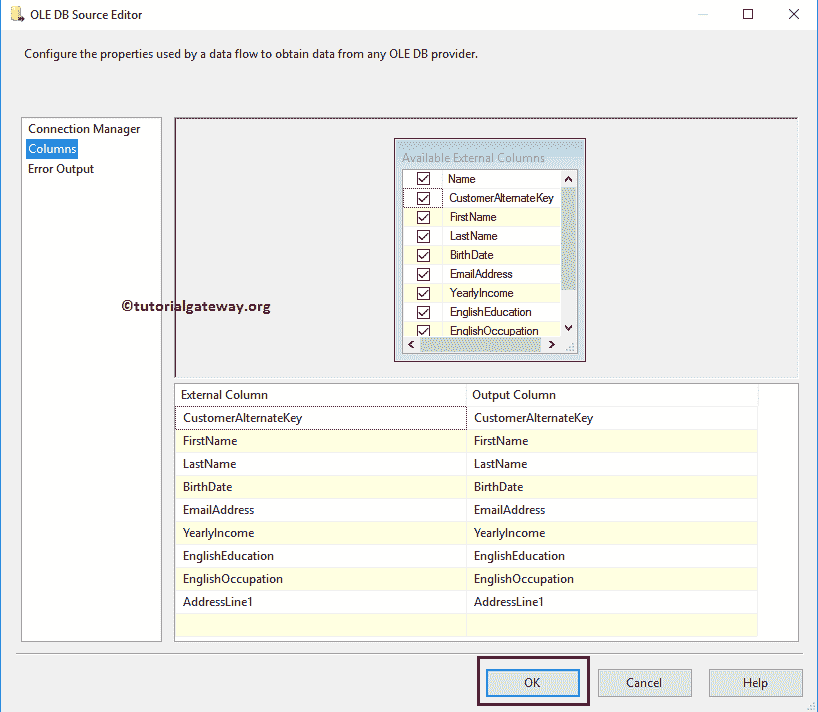 OLE DB Source Editor
Configure the properties used by a data flow to obtain data from any OLE DB provider.
Connection Manager
Columns
Error Output
Available External Columns
Name
CustomerAlternateKey
FirstName
LastName
BirthDate
EmailAddress
YearlyIncome
EnglishEducation
EnglishOccupation
©tutorialgateway.org
External Column Output Column
CustomerAlternateKey CustomerAlternateKey
FirstName FirstName
LastName LastName
BirthDate BirthDate
EmailAddress EmailAddress
YearlyIncome YearlyIncome
EnglishEducation EnglishEducation
EnglishOccupation EnglishOccupation
AddressLine1 AddressLine1
OK Cancel Help